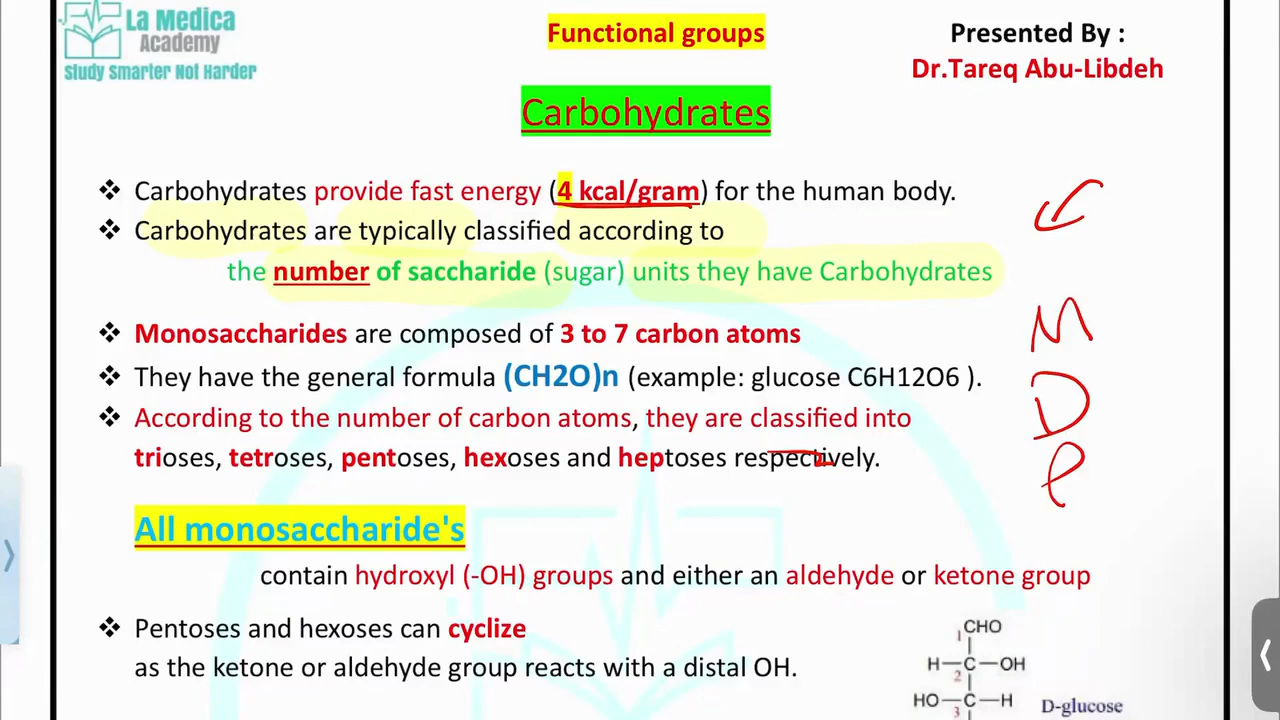 La Medica
Academy
Study Smarter Not Harder
Functional groups
Presented By :
Dr.Tareq Abu-Libdeh
Carbohydrates
❖ Carbohydrates provide fast energy (4 kcal/gram) for the human body.
❖ Carbohydrates are typically classified according to
the number of saccharide (sugar) units they have Carbohydrates
❖ Monosaccharides are composed of 3 to 7 carbon atoms
❖ They have the general formula (CH2O)n (example: glucose C6H12O6 ).
❖ According to the number of carbon atoms, they are classified into
trioses, tetroses, pentoses, hexoses and heptoses respectively.
M
D
P
All monosaccharide's
contain hydroxyl (-OH) groups and either an aldehyde or ketone group
❖ Pentoses and hexoses can cyclize
as the ketone or aldehyde group reacts with a distal OH.
1 CHO
H–C–OH
2
HO–C–H
3
D-glucose